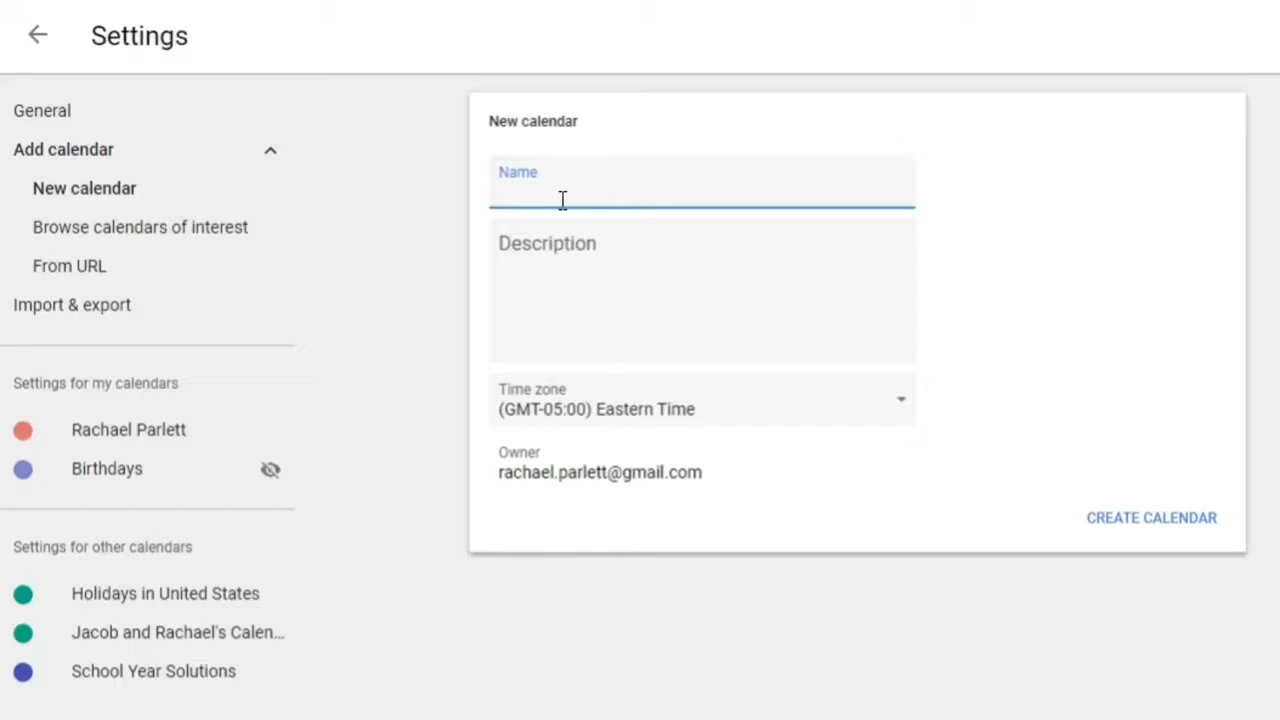 Settings
General
Add calendar
New calendar
Browse calendars of interest
From URL
Import & export
Settings for my calendars
Rachael Parlett
Birthdays
Settings for other calendars
Holidays in United States
Jacob and Rachael's Calen...
School Year Solutions
New calendar
Name
Description
Time zone
(GMT-05:00) Eastern Time
Owner
rachael.parlett@gmail.com
CREATE CALENDAR